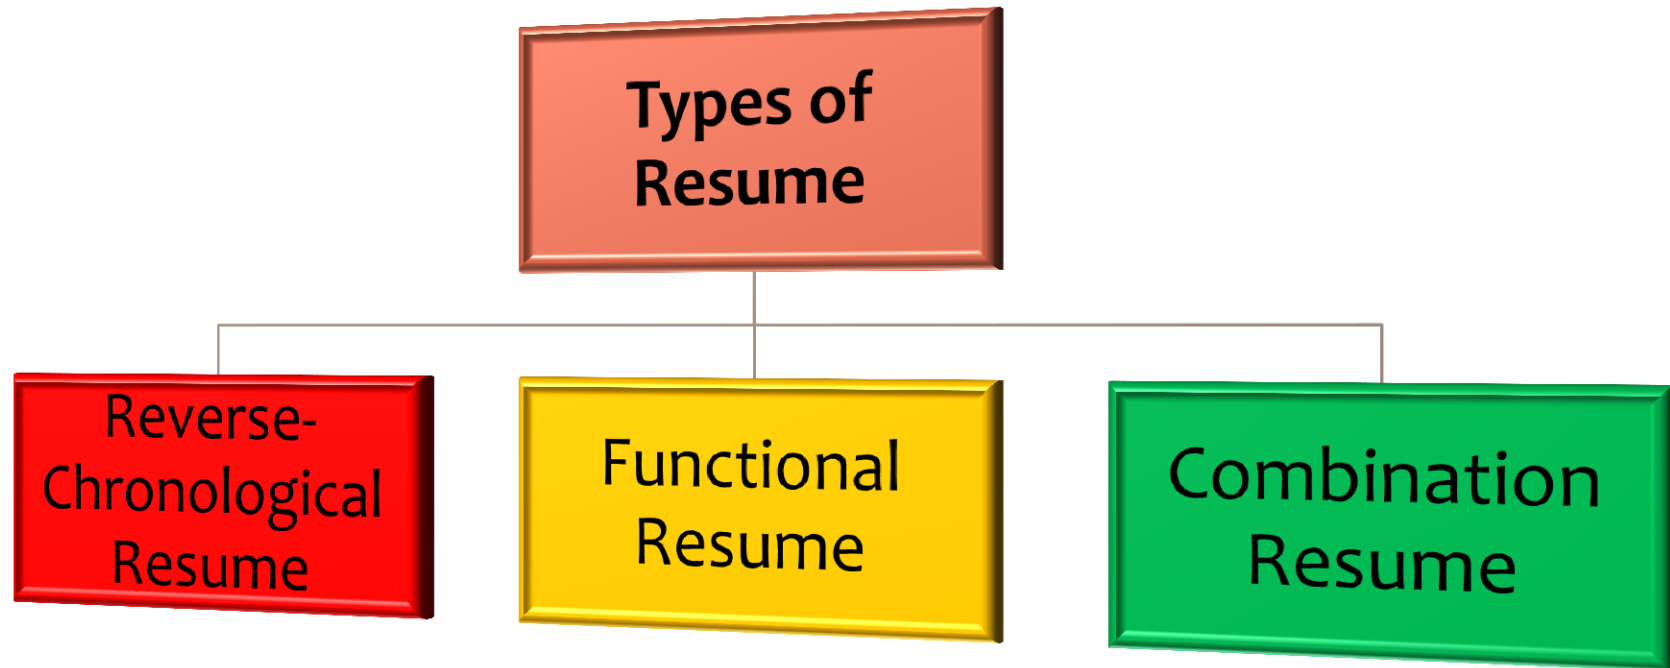 Types of
Resume
Reverse-
Chronological
Resume
Functional
Resume
Combination
Resume